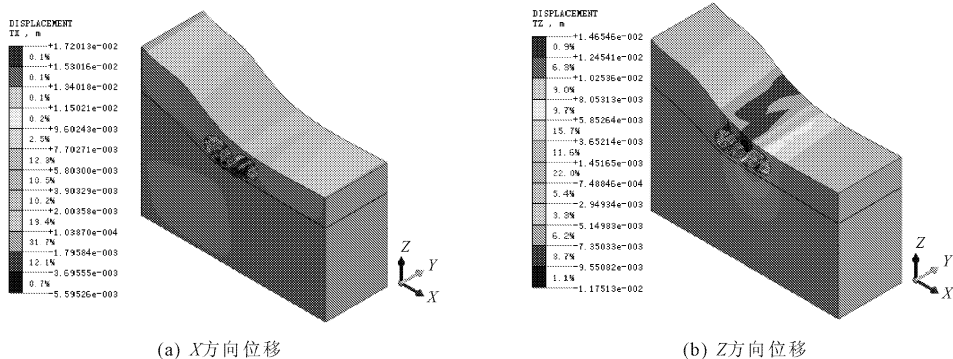 DISPLACEMENT
TX , m
+1.72013e-002
0.1%
+1.53016e-002
0.1%
+1.34018e-002
0.1%
+1.15021e-002
0.2%
+9.60243e-003
2.5%
+7.70271e-003
12.3%
+5.80300e-003
10.5%
+3.90329e-003
10.2%
+2.00358e-003
19.4%
+1.03870e-004
31.7%
-1.79584e-003
12.1%
-3.69555e-003
0.7%
-5.59526e-003
Z
Y
X
(a) X方向位移
DISPLACEMENT
TZ , m
+1.46546e-002
0.9%
+1.24541e-002
6.3%
+1.02536e-002
9.0%
+8.05313e-003
9.7%
+5.85264e-003
15.7%
+3.65214e-003
11.6%
+1.45165e-003
22.0%
-7.48846e-004
5.4%
-2.94934e-003
3.3%
-5.14983e-003
6.2%
-7.35033e-003
8.7%
-9.55082e-003
1.1%
-1.17513e-002
Z
Y
X
(b) Z方向位移